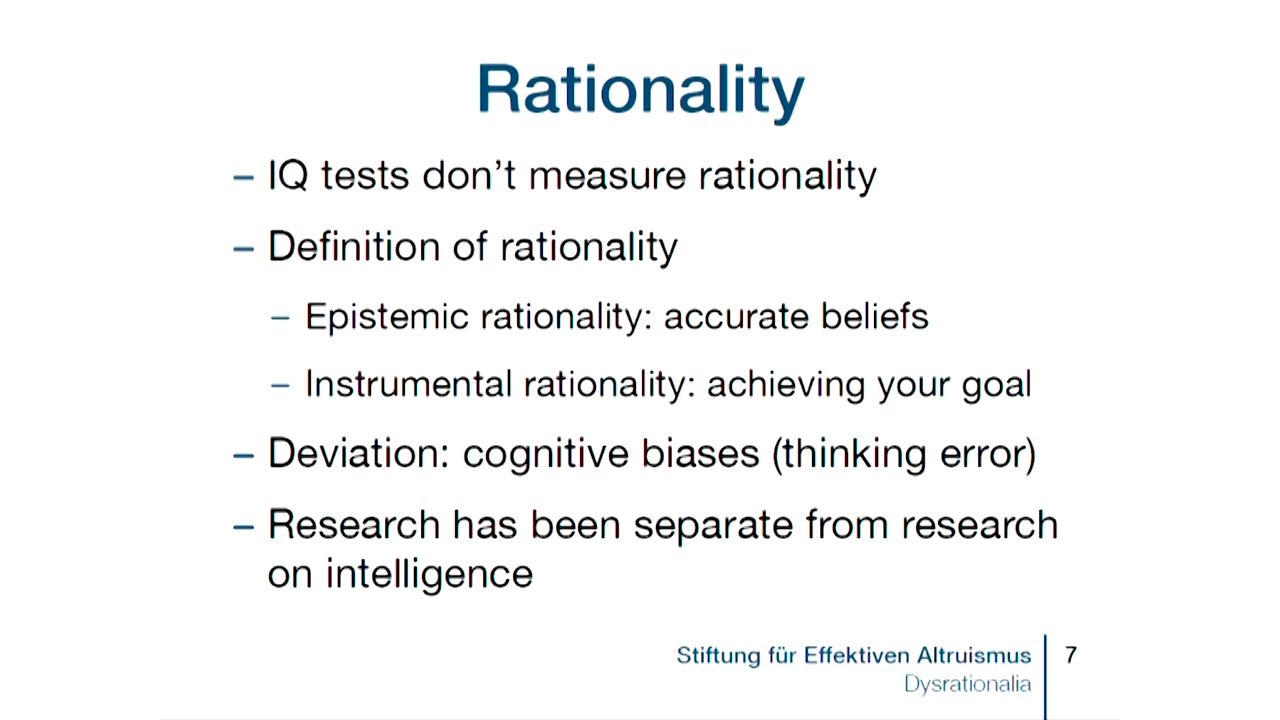 Rationality
– IQ tests don’t measure rationality
– Definition of rationality
– Epistemic rationality: accurate beliefs
– Instrumental rationality: achieving your goal
– Deviation: cognitive biases (thinking error)
– Research has been separate from research
on intelligence
Stiftung für Effektiven Altruismus
7
Dysrationalia